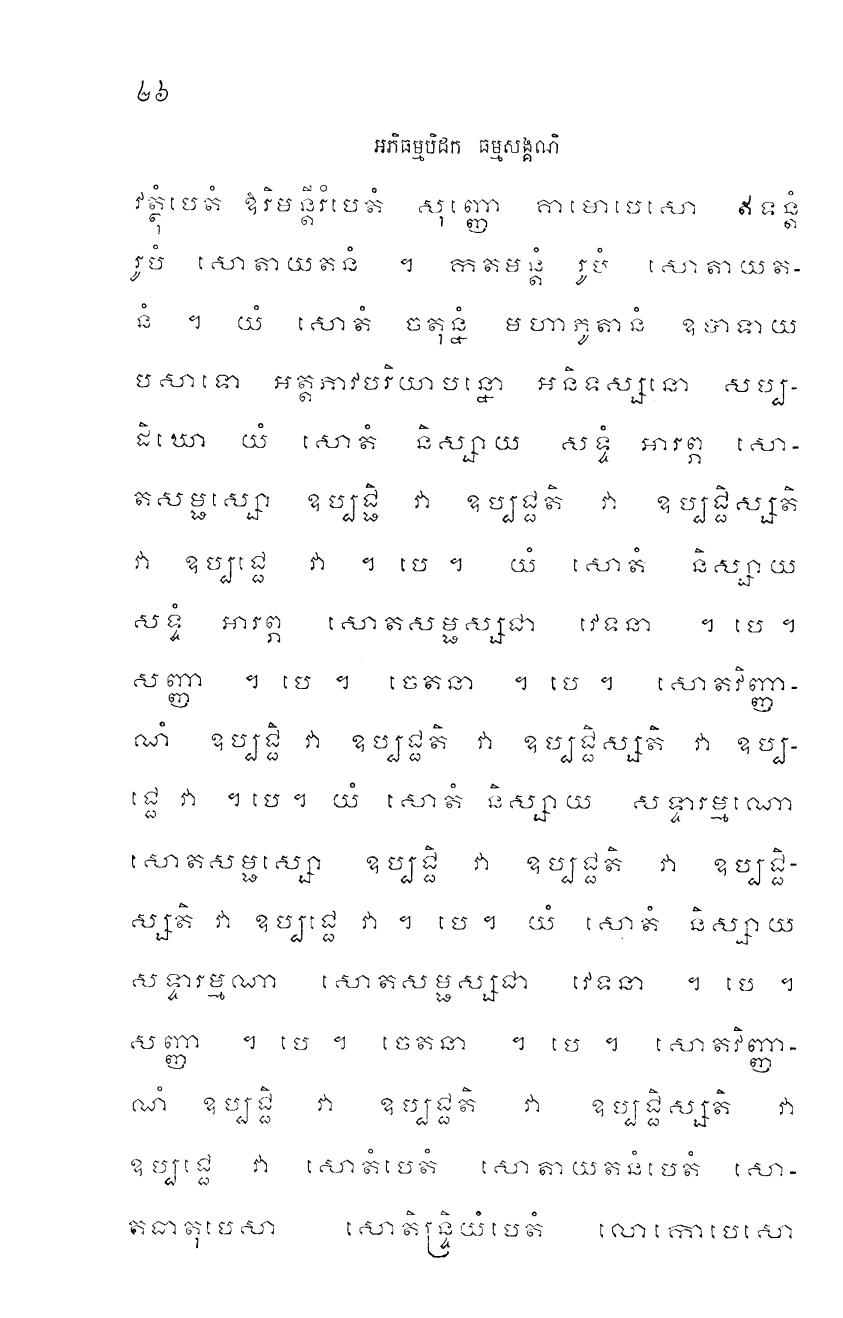 ៤៦
អភិធម្មបិដក ធម្មសង្គណិ
វត្ថុំបេតំ ឱរិមន្តីរំបេតំ សុញ្ញោ គាមោបេសោ ឥទន្តំ
រូបំ សោតាយតនំ ។ កតមន្តំ រូបំ សោតាយត-
នំ ។ យំ សោតំ ចតុន្នំ មហាភូតានំ ឧបាទាយ
បសាទោ អត្តភាវបរិយាបន្នោ អនិទស្សនោ សប្ប-
ដិឃោ យំ សោតំ និស្សាយ សទ្ទំ អារព្ភ សោ-
តសម្ផស្សោ ឧប្បជ្ជិ វា ឧប្បជ្ជតិ វា ឧប្បជ្ជិស្សតិ
វា ឧប្បជ្ជេ វា ។ បេ ។ យំ សោតំ និស្សាយ
សទ្ទំ អារព្ភ សោតសម្ផស្សជា វេទនា ។ បេ ។
សញ្ញា ។ បេ ។ ចេតនា ។ បេ ។ សោតវិញ្ញា-
ណំ ឧប្បជ្ជិ វា ឧប្បជ្ជតិ វា ឧប្បជ្ជិស្សតិ វា ឧប្ប-
ជ្ជេ វា ។ បេ ។ យំ សោតំ និស្សាយ សទ្ទារម្មណោ
សោតសម្ផស្សោ ឧប្បជ្ជិ វា ឧប្បជ្ជតិ វា ឧប្បជ្ជិ-
ស្សតិ វា ឧប្បជ្ជេ វា ។ បេ ។ យំ សោតំ និស្សាយ
សទ្ទារម្មណា សោតសម្ផស្សជា វេទនា ។ បេ ។
សញ្ញា ។ បេ ។ ចេតនា ។ បេ ។ សោតវិញ្ញា-
ណំ ឧប្បជ្ជិ វា ឧប្បជ្ជតិ វា ឧប្បជ្ជិស្សតិ វា
ឧប្បជ្ជេ វា សោតំបេតំ សោតាយតនំបេតំ សោ-
តធាតុបេសា សោតិន្ទ្រិយំបេតំ លោកោបេសោ